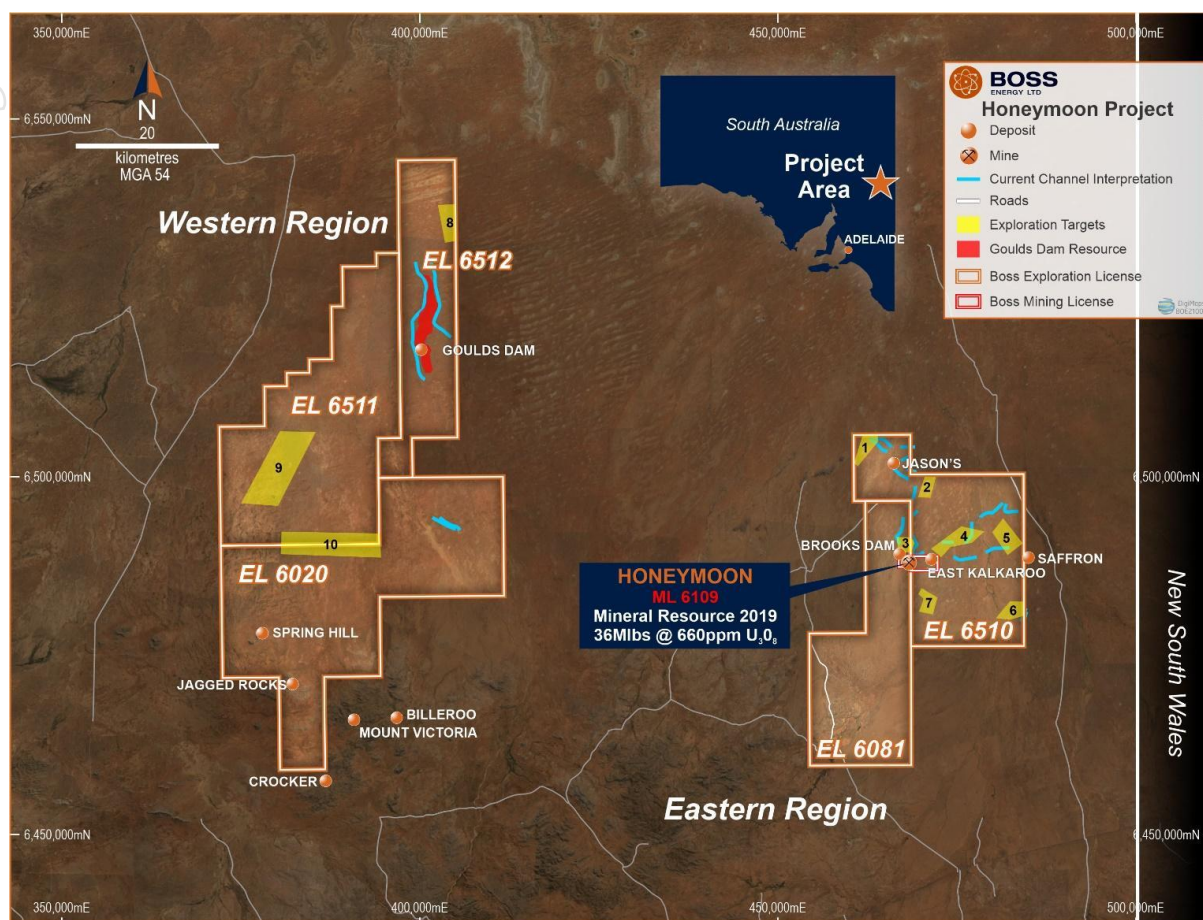 350,000mE
400,000mE
450,000mE
500,000mE
6,550,000mN
N
20
kilometres
MGA 54
Western Region
8
EL 6512
GOULDS DAM
EL 6511
9
10
EL 6020
SPRING HILL
JAGGED ROCKS
BILLEROO
MOUNT VICTORIA
CROCKER
South Australia
Project
Area
ADELAIDE
BOSS
ENERGY LTD
Honeymoon Project
Deposit
Mine
Current Channel Interpretation
Roads
Exploration Targets
Goulds Dam Resource
Boss Exploration License
Boss Mining License
DigiMaps
6,500,000mN
6,500,000mN
1
JASON'S
2
BROOKS DAM
3
4
5
SAFFRON
EAST KALKAROO
HONEYMOON
ML 6109
Mineral Resource 2019
36Mlbs @ 660ppm U₃0₈
7
6
EL 6510
EL 6081
Eastern Region
New South Wales
6,450,000mN
6,450,000mN
350,000mE
400,000mE
450,000mE
500,000mE